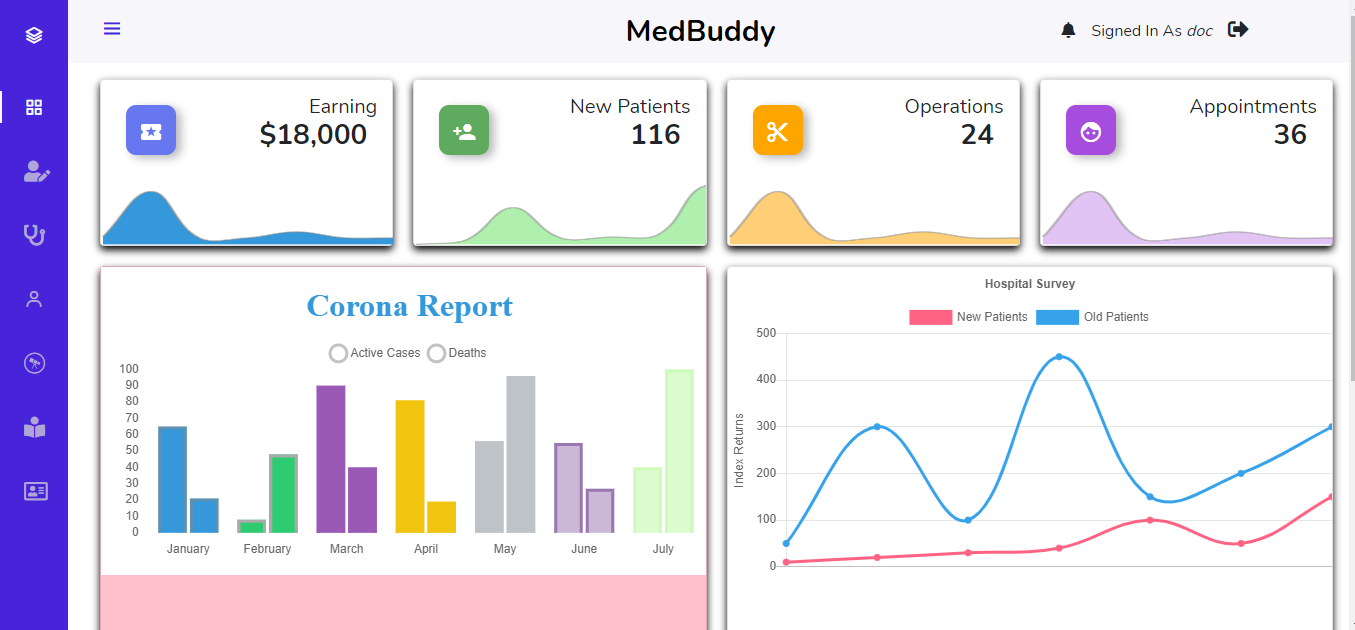 MedBuddy
Signed In As doc
Earning
$18,000
New Patients
116
Operations
24
Appointments
36
Corona Report
Active Cases Deaths
100
90
80
70
60
50
40
30
20
10
0
January February March April May June July
Hospital Survey
New Patients Old Patients
Index Returns
500
400
300
200
100
0